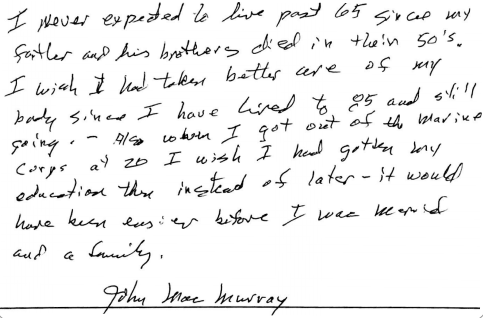 I never expected to live past 65 since my
father and his brothers died in their 50's.
I wish I had taken better care of my
body since I have lived to 85 and still
going. - Also when I got out of the Marine
Corps at 20 I wish I had gotten my
education then instead of later - it would
have been easier before I was married
and a family.
John Mac Murray